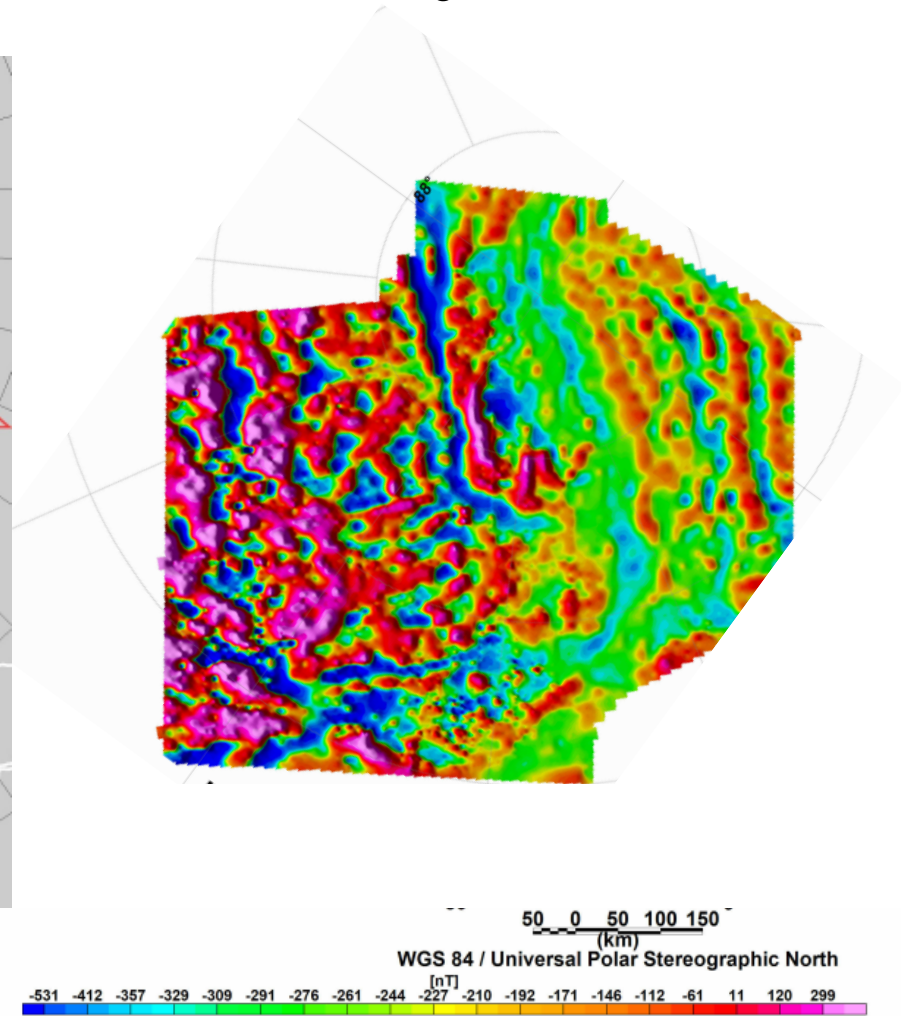 88°
50 0 50 100 150
(km)
WGS 84 / Universal Polar Stereographic North
[nT]
-531 -412 -357 -329 -309 -291 -276 -261 -244 -227 -210 -192 -171 -146 -112 -61 11 120 299